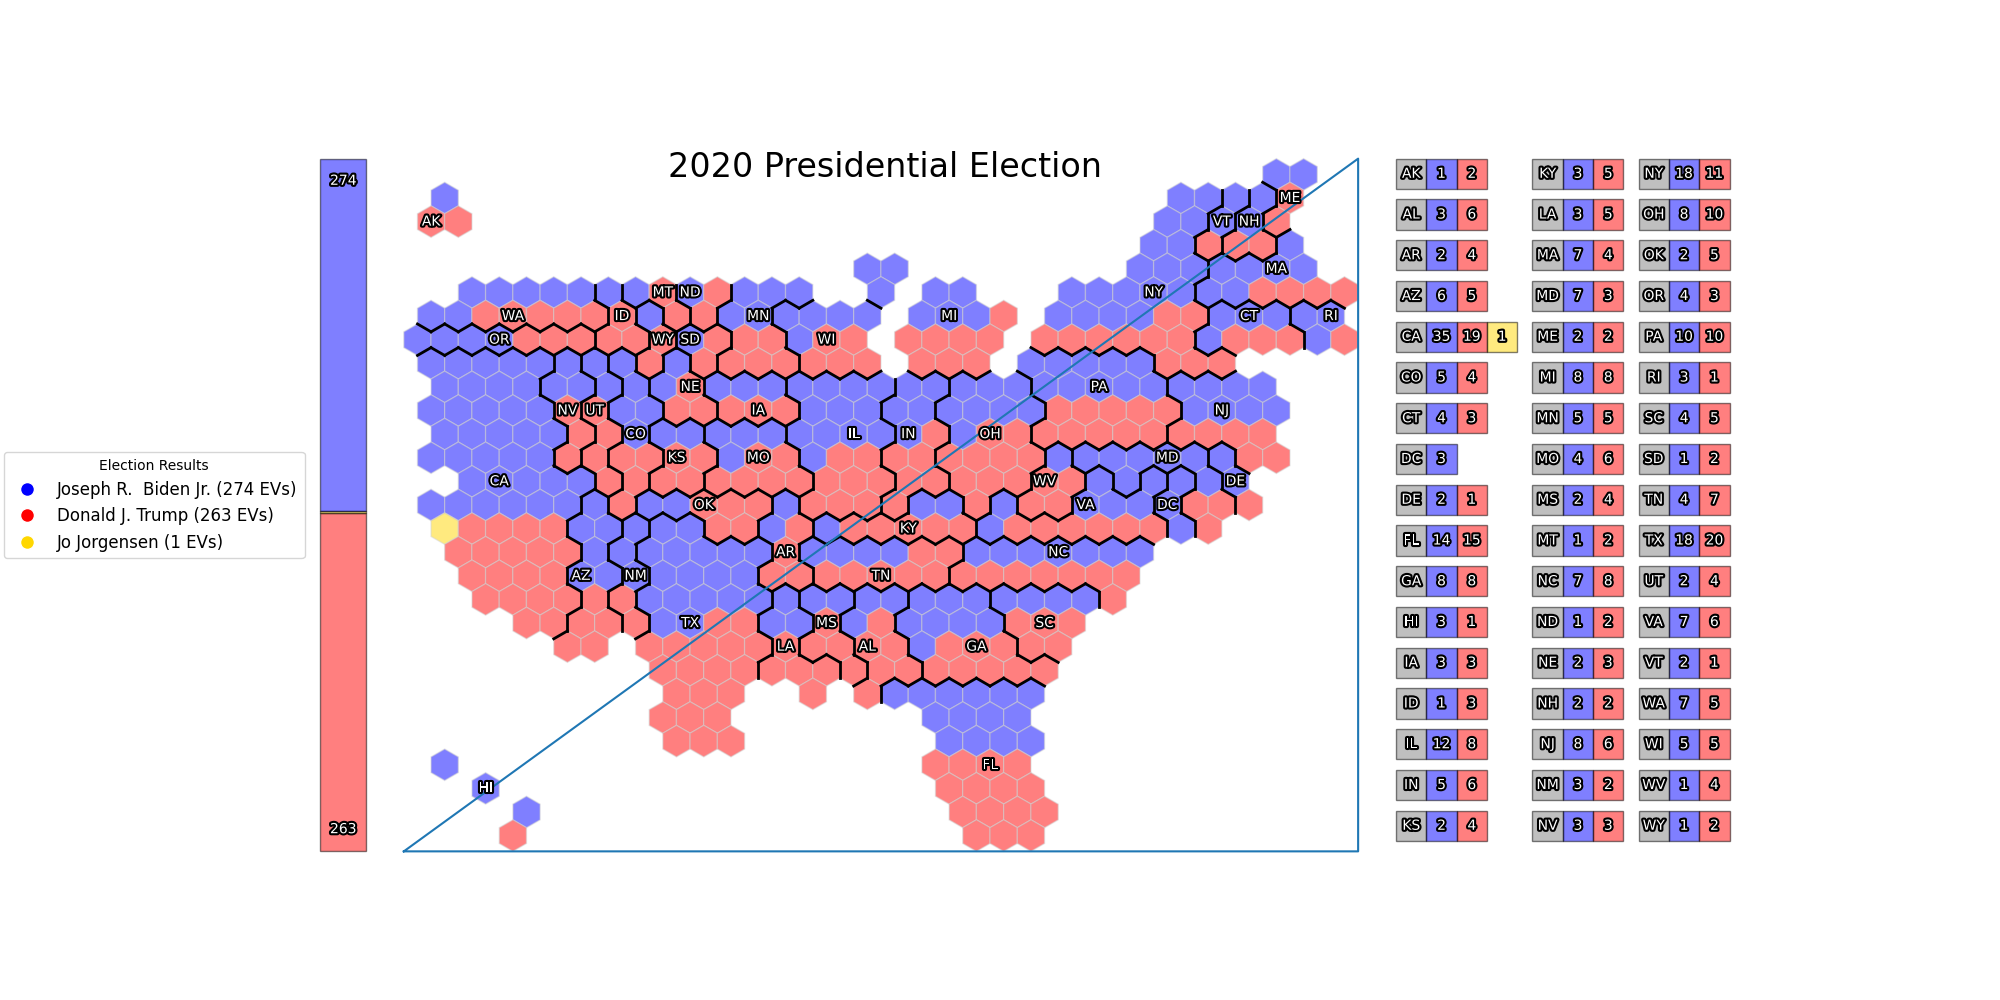 2020 Presidential Election
274
263
Election Results
Joseph R.  Biden Jr. (274 EVs)
Donald J. Trump (263 EVs)
Jo Jorgensen (1 EVs)
ME
AK
VT NH
MA
MT ND
NY
WA
ID
MN
MI
CT
RI
OR
WY SD
WI
NE
PA
NV UT
IA
NJ
CO
IL
IN
OH
KS
MO
MD
CA
WV
DE
OK
VA
DC
KY
AR
NC
AZ
NM
TN
TX
MS
SC
LA
AL
GA
FL
HI
AK 1 2
AL 3 6
AR 2 4
AZ 6 5
CA 35 19 1
CO 5 4
CT 4 3
DC 3
DE 2 1
FL 14 15
GA 8 8
HI 3 1
IA 3 3
ID 1 3
IL 12 8
IN 5 6
KS 2 4
KY 3 5
LA 3 5
MA 7 4
MD 7 3
ME 2 2
MI 8 8
MN 5 5
MO 4 6
MS 2 4
MT 1 2
NC 7 8
ND 1 2
NE 2 3
NH 2 2
NJ 8 6
NM 3 2
NV 3 3
NY 18 11
OH 8 10
OK 2 5
OR 4 3
PA 10 10
RI 3 1
SC 4 5
SD 1 2
TN 4 7
TX 18 20
UT 2 4
VA 7 6
VT 2 1
WA 7 5
WI 5 5
WV 1 4
WY 1 2